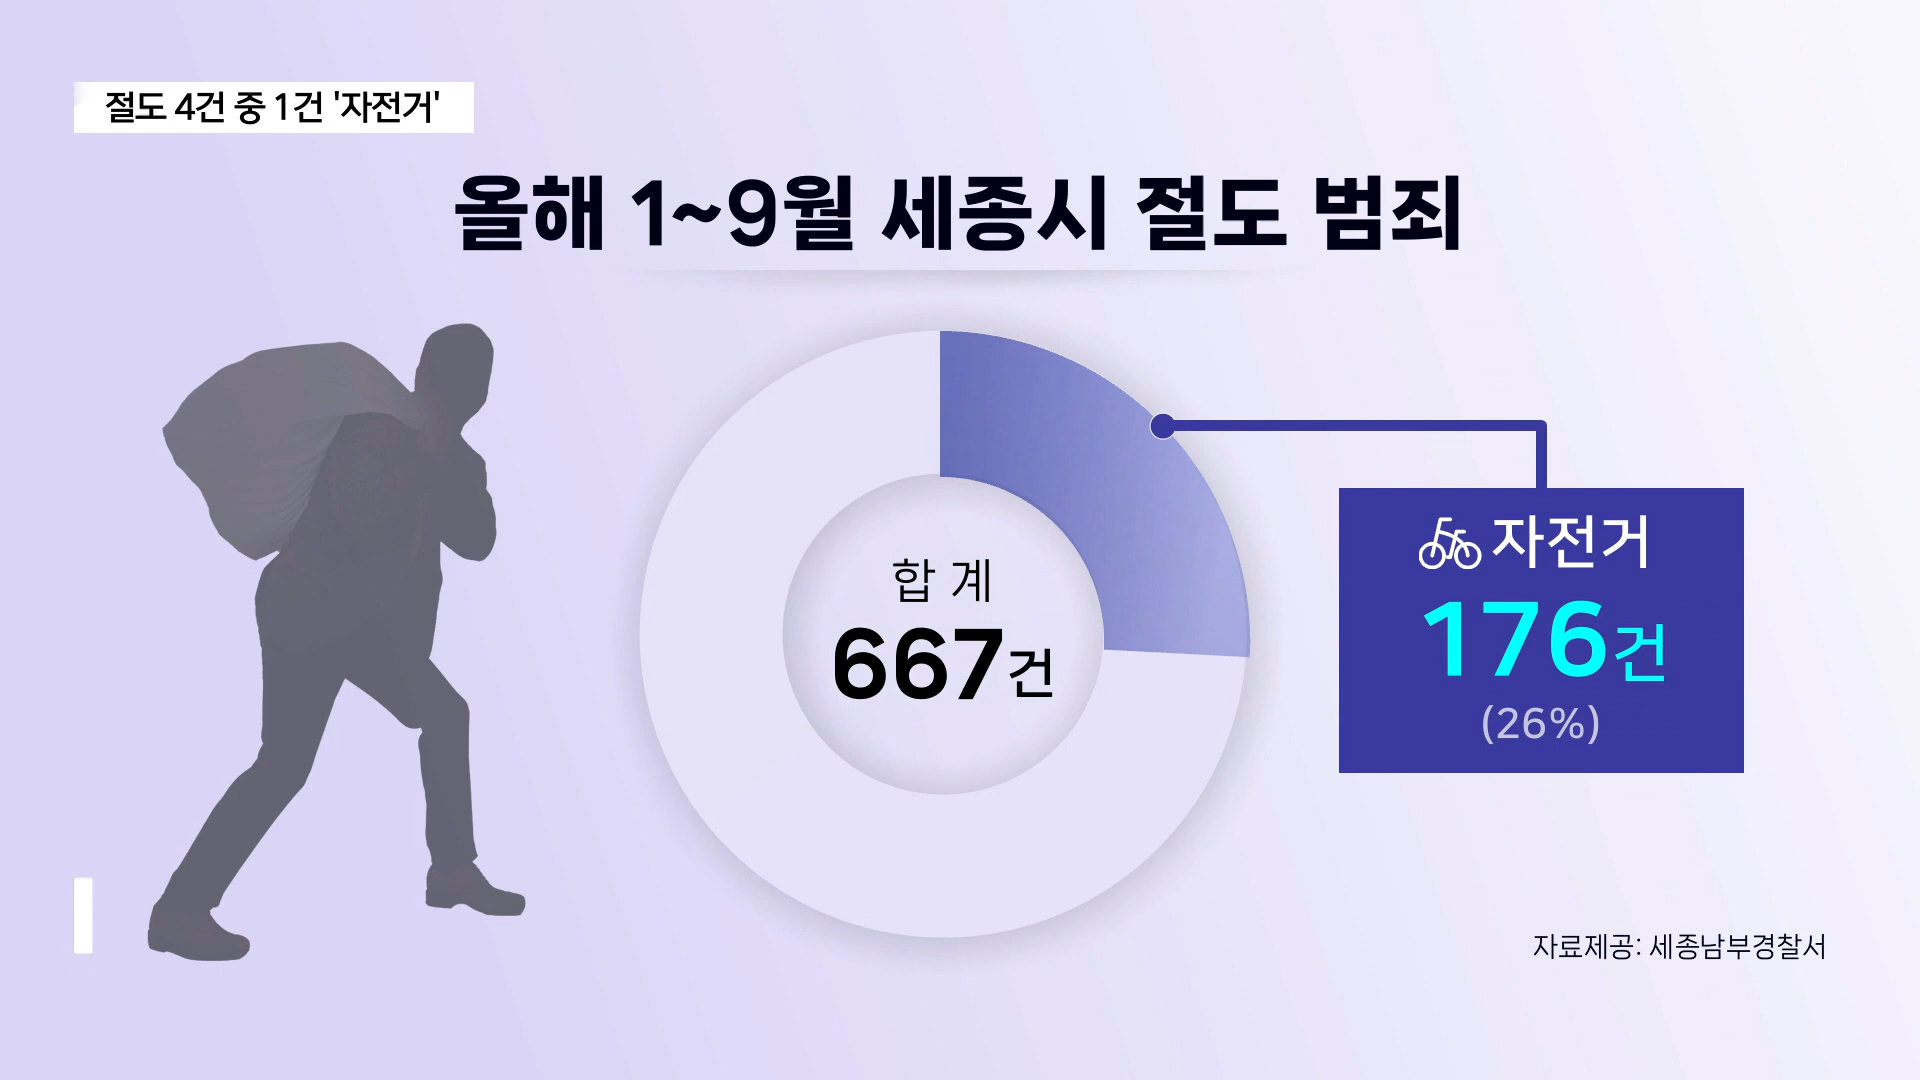 절도 4건 중 1건 '자전거'
올해 1~9월 세종시 절도 범죄
합 계
667건
자전거
176건
(26%)
자료제공: 세종남부경찰서